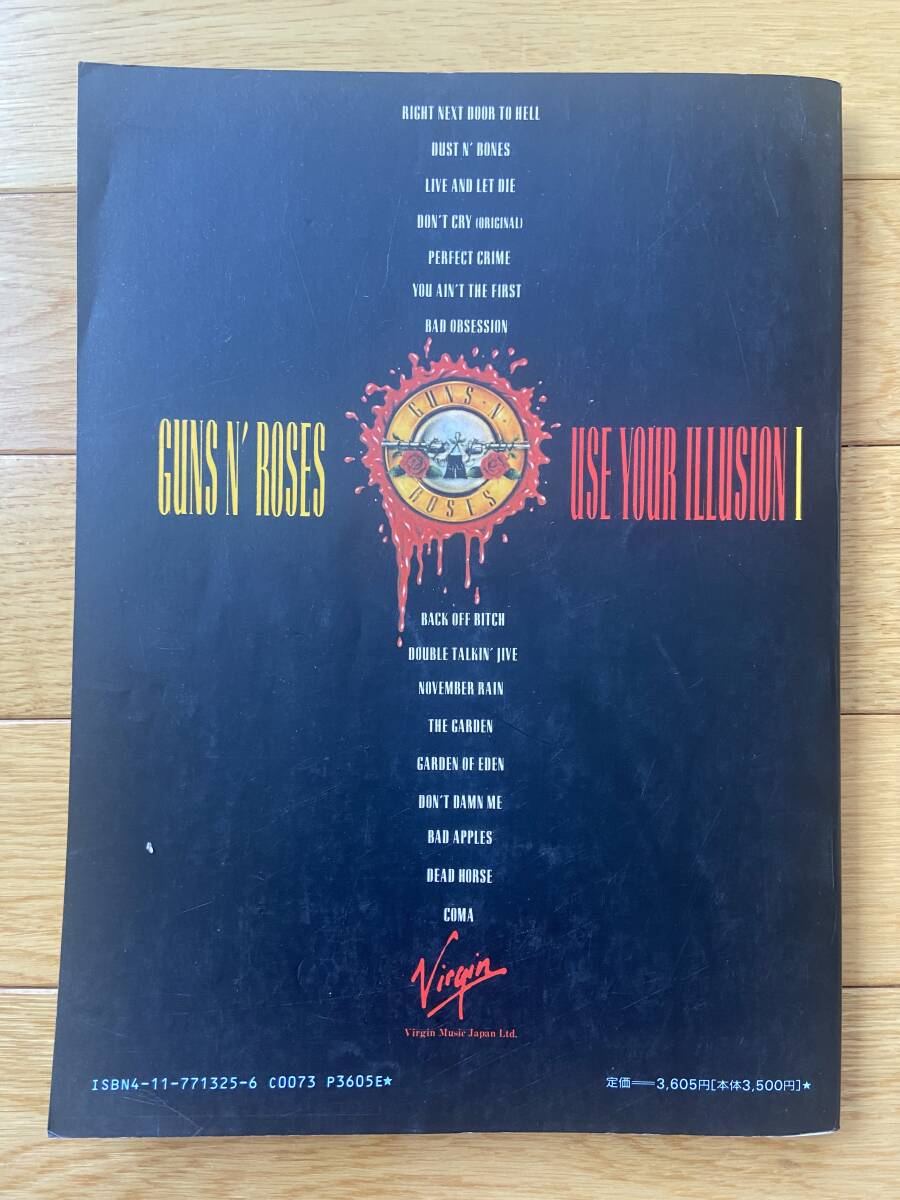 RIGHT NEXT DOOR TO HELL
DUST N' BONES
LIVE AND LET DIE
DON'T CRY (ORIGINAL)
PERFECT CRIME
YOU AIN'T THE FIRST
BAD OBSESSION
GUNS N' ROSES
GUNS N' ROSES
USE YOUR ILLUSION I
BACK OFF BITCH
DOUBLE TALKIN' JIVE
NOVEMBER RAIN
THE GARDEN
GARDEN OF EDEN
DON'T DAMN ME
BAD APPLES
DEAD HORSE
COMA
Virgin
Virgin Music Japan Ltd.
ISBN4-11-771325-6 C0073 P3605E★
定価＝3,605円[本体3,500円]★